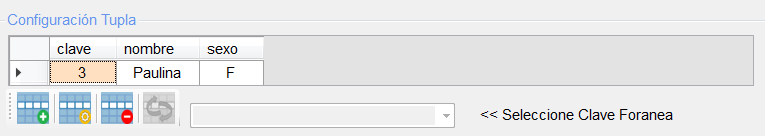 Configuración Tupla
clave nombre sexo
3 Paulina F
<< Seleccione Clave Foranea